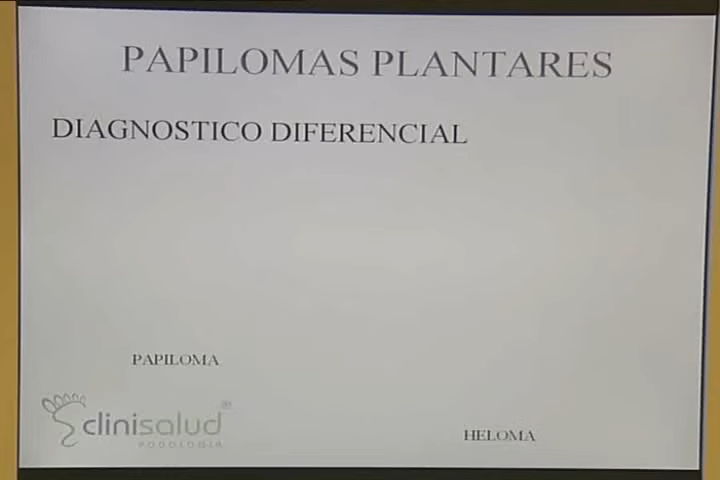 PAPILOMAS PLANTARES
DIAGNOSTICO DIFERENCIAL
PAPILOMA
clinisalud®
PODOLOGIA
HELOMA